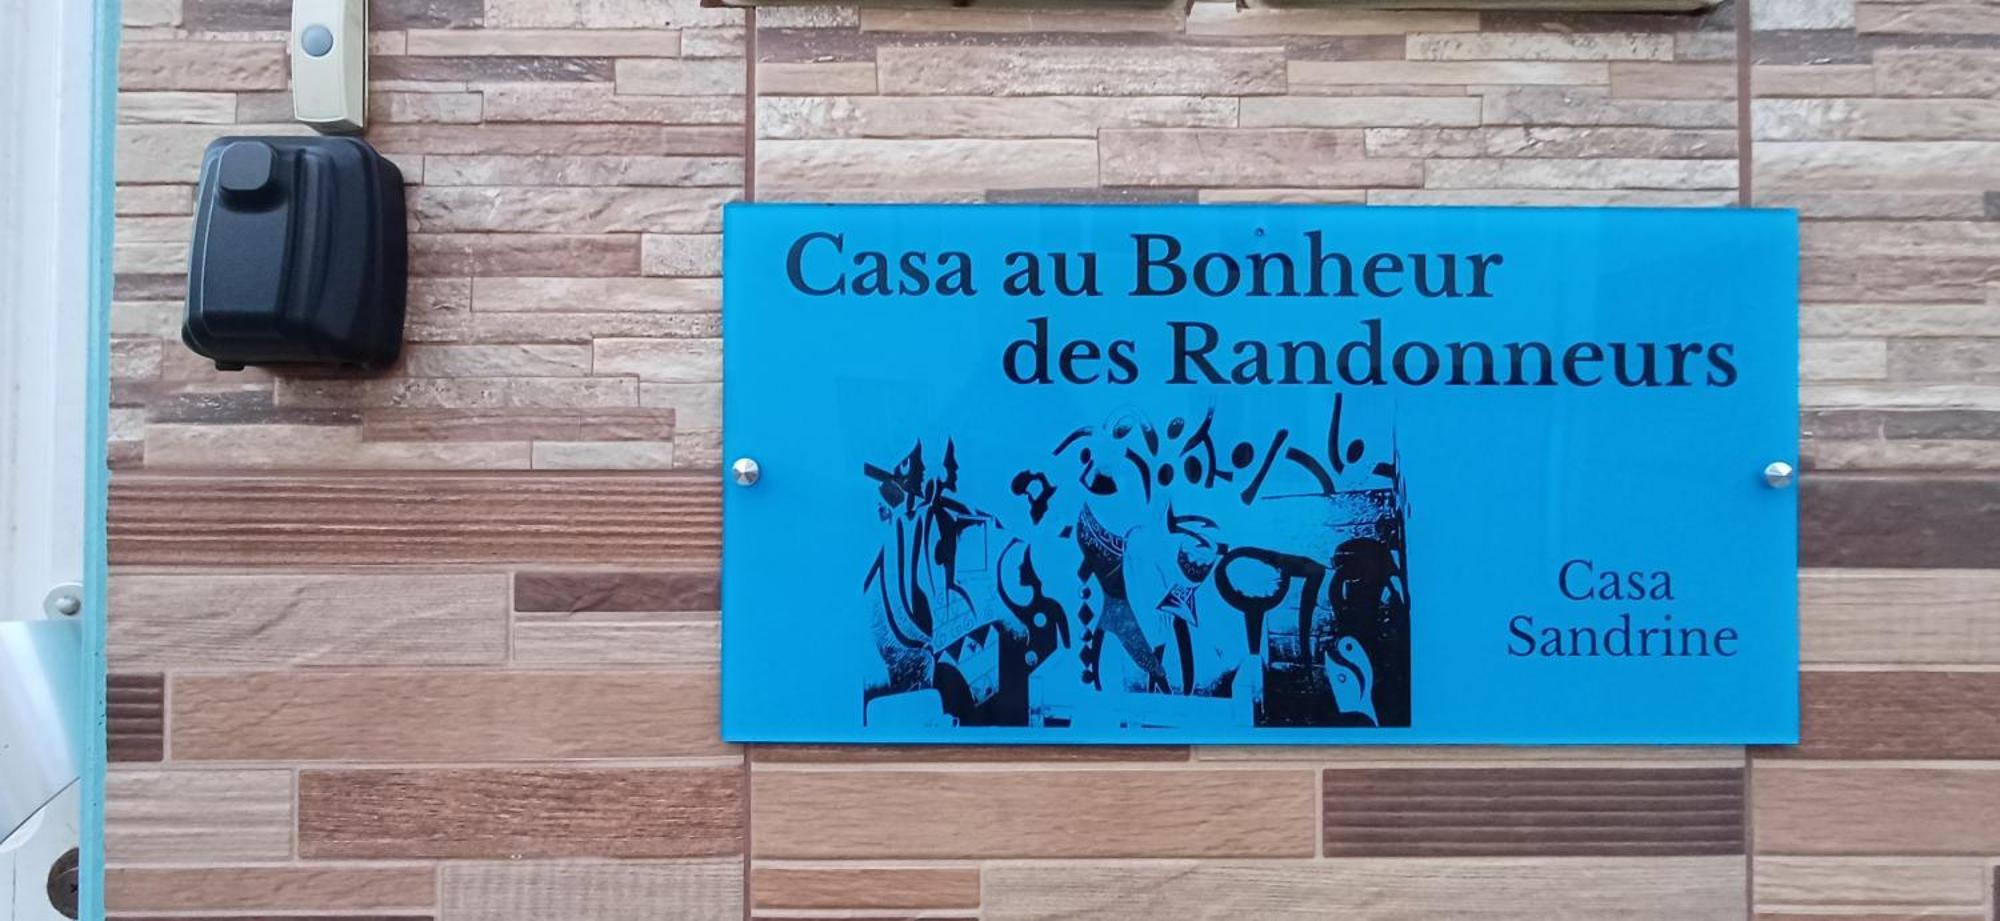 Casa au Bonheur
des Randonneurs
Casa
Sandrine